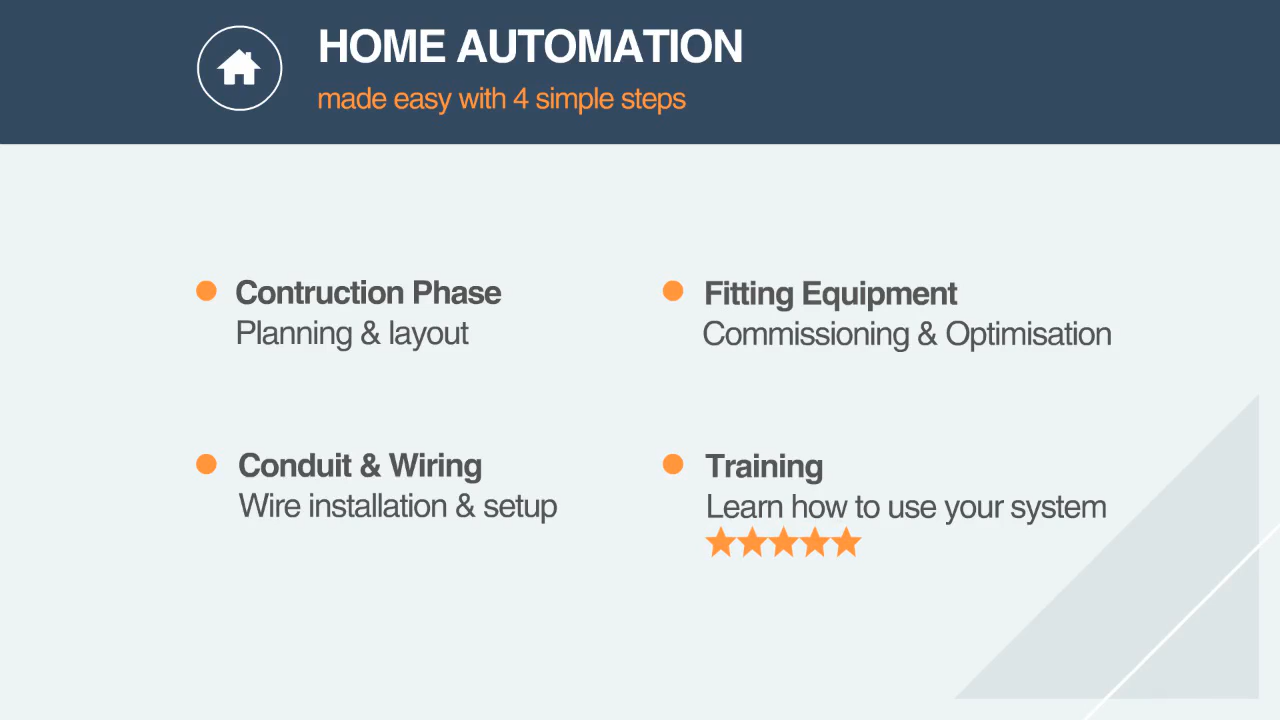 HOME AUTOMATION
made easy with 4 simple steps
Contruction Phase
Planning & layout
Conduit & Wiring
Wire installation & setup
Fitting Equipment
Commissioning & Optimisation
Training
Learn how to use your system